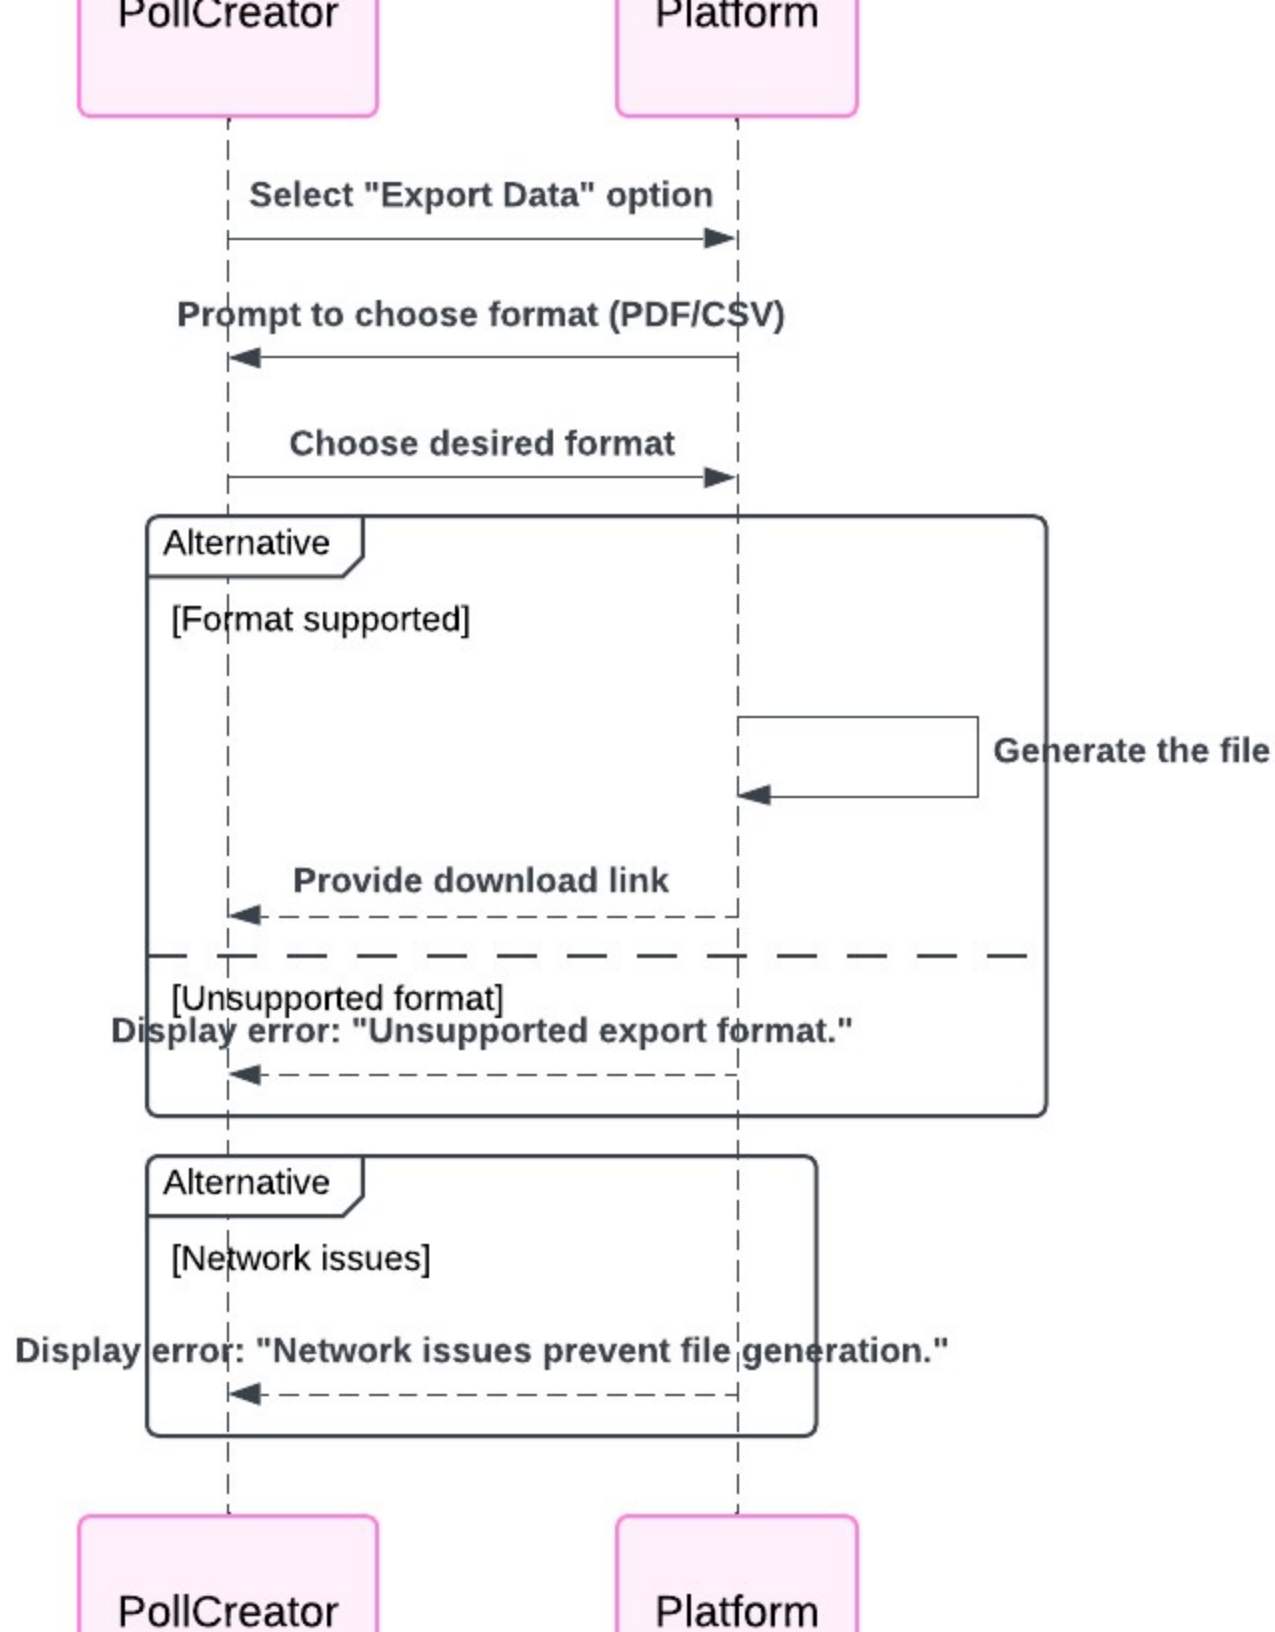 PollCreator
Platform
Select "Export Data" option
Prompt to choose format (PDF/CSV)
Choose desired format
Alternative
[Format supported]
Generate the file
Provide download link
[Unsupported format]
Display error: "Unsupported export format."
Alternative
[Network issues]
Display error: "Network issues prevent file generation."
PollCreator
Platform